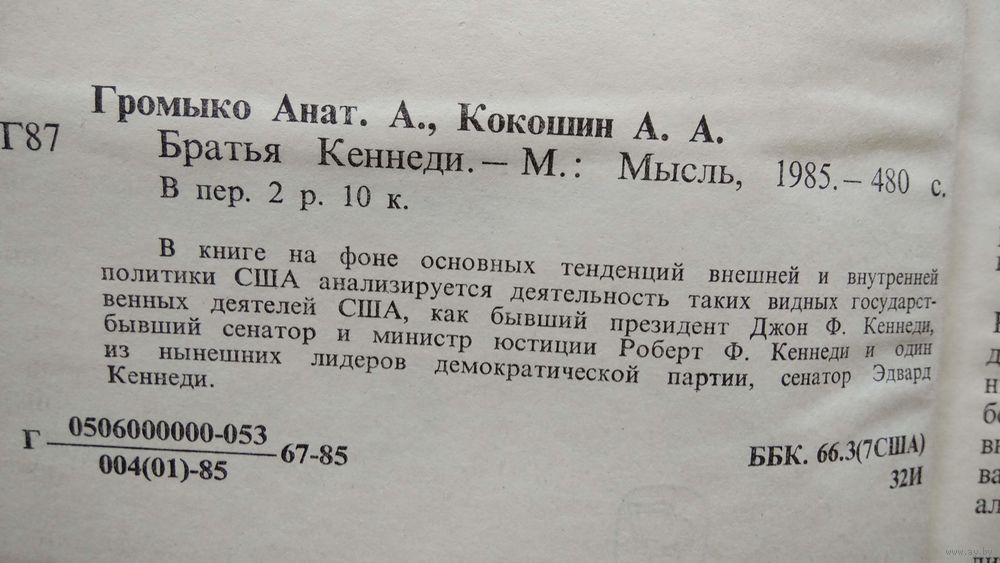 Громыко Анат. А., Кокошин А. А.
Г87
Братья Кеннеди. — М.: Мысль, 1985. — 480 с.
В пер. 2 р. 10 к.
В книге на фоне основных тенденций внешней и внутренней
политики США анализируется деятельность таких видных государст-
венных деятелей США, как бывший президент Джон Ф. Кеннеди,
бывший сенатор и министр юстиции Роберт Ф. Кеннеди и один
из нынешних лидеров демократической партии, сенатор Эдвард
Кеннеди.
Г 0506000000-053
004(01)-85
67-85
ББК. 66.3(7США)
32И
www.ay.by